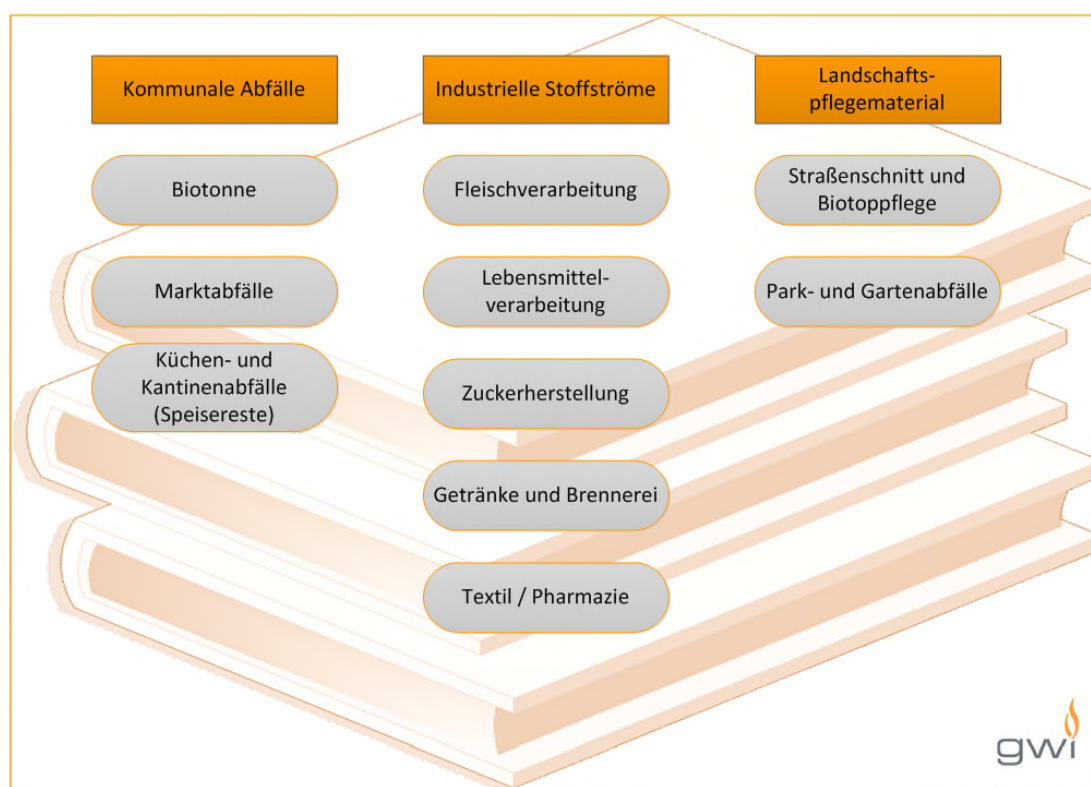 Kommunale Abfälle
Biotonne
Marktabfälle
Küchen- und
Kantinenabfälle
(Speisereste)
Industrielle Stoffströme
Fleischverarbeitung
Lebensmittel-
verarbeitung
Zuckerherstellung
Getränke und Brennerei
Textil / Pharmazie
Landschafts-
pflegematerial
Straßenschnitt und
Biotoppflege
Park- und Gartenabfälle
gwi